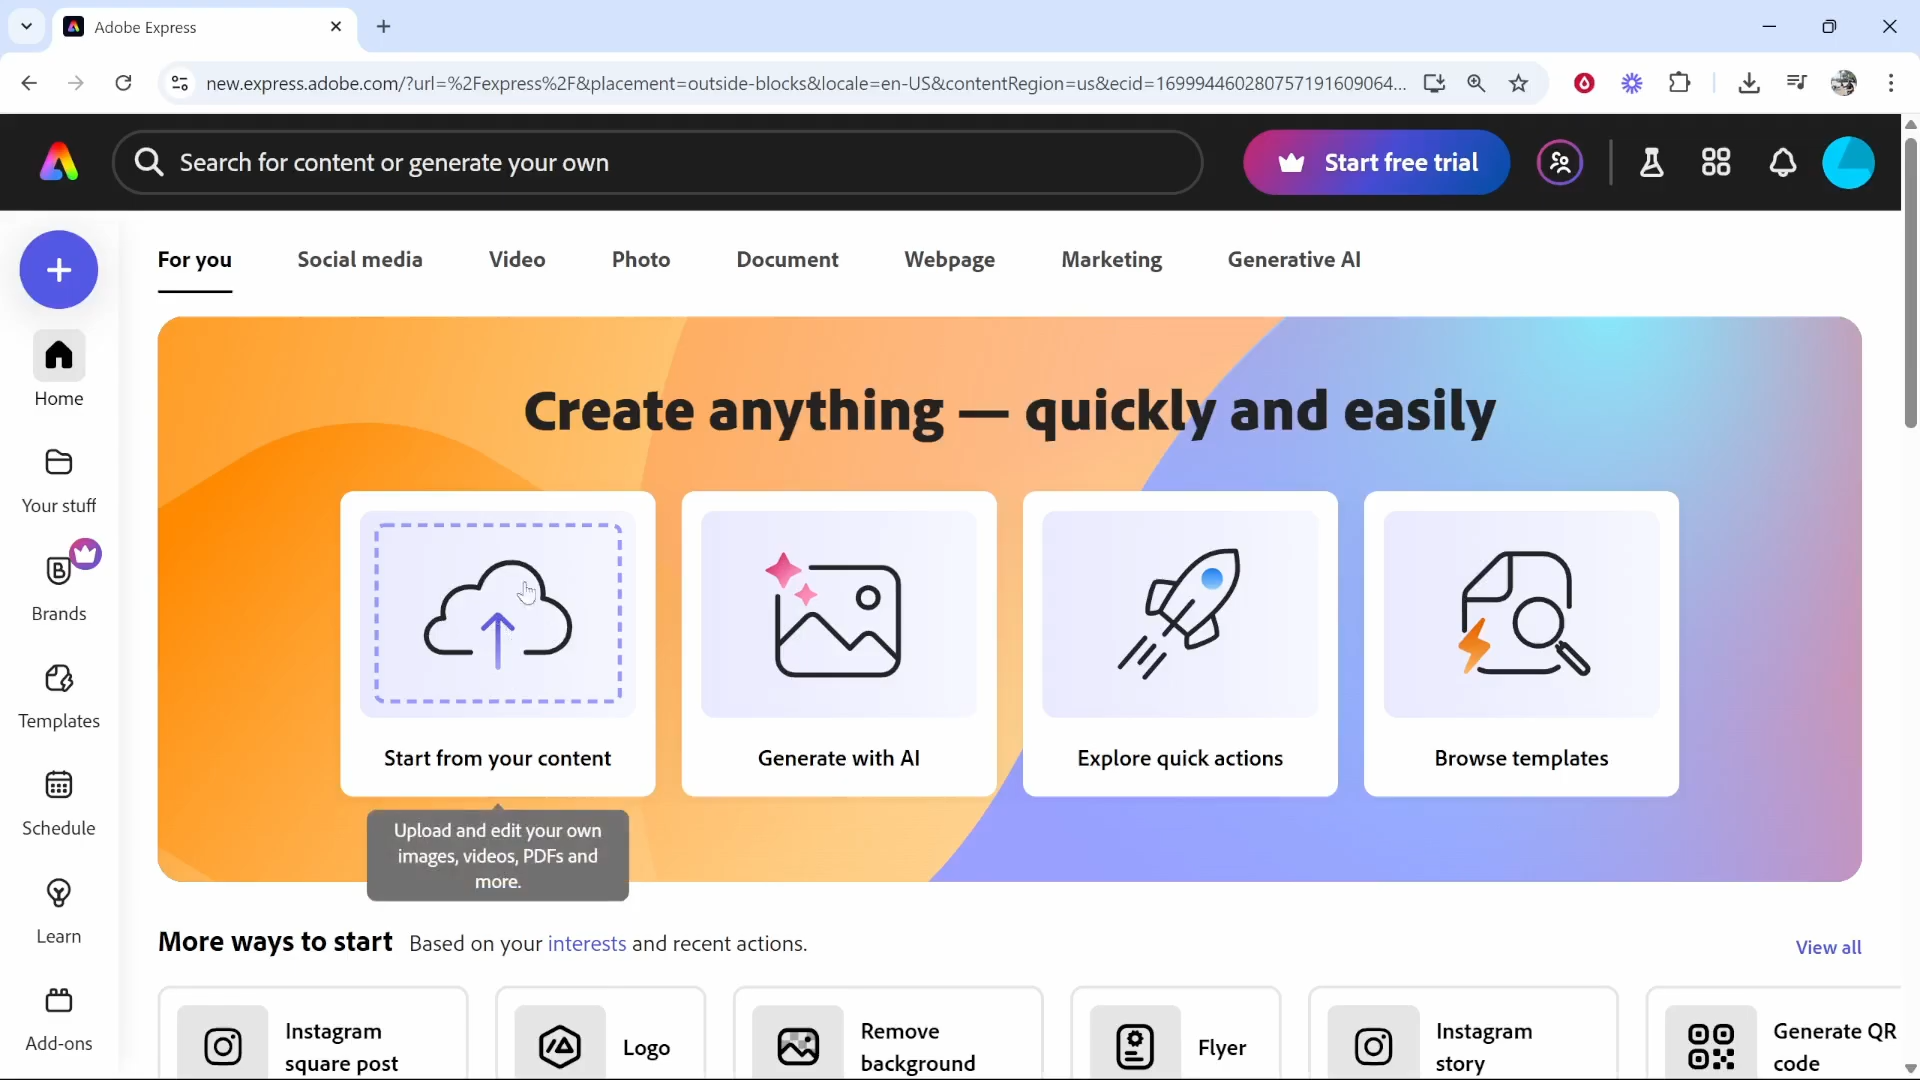 Adobe Express
new.express.adobe.com/?url=%2Fexpress%2F&placement=outside-blocks&locale=en-US&contentRegion=us&ecid=169994460280757191609064...
Search for content or generate your own
Start free trial
For you
Social media
Video
Photo
Document
Webpage
Marketing
Generative AI
Home
Your stuff
Brands
Templates
Schedule
Learn
Add-ons
Create anything — quickly and easily
Start from your content
Generate with AI
Explore quick actions
Browse templates
Upload and edit your own
images, videos, PDFs and
more.
More ways to start
Based on your interests and recent actions.
View all
Instagram
square post
Logo
Remove
background
Flyer
Instagram
story
Generate QR
code